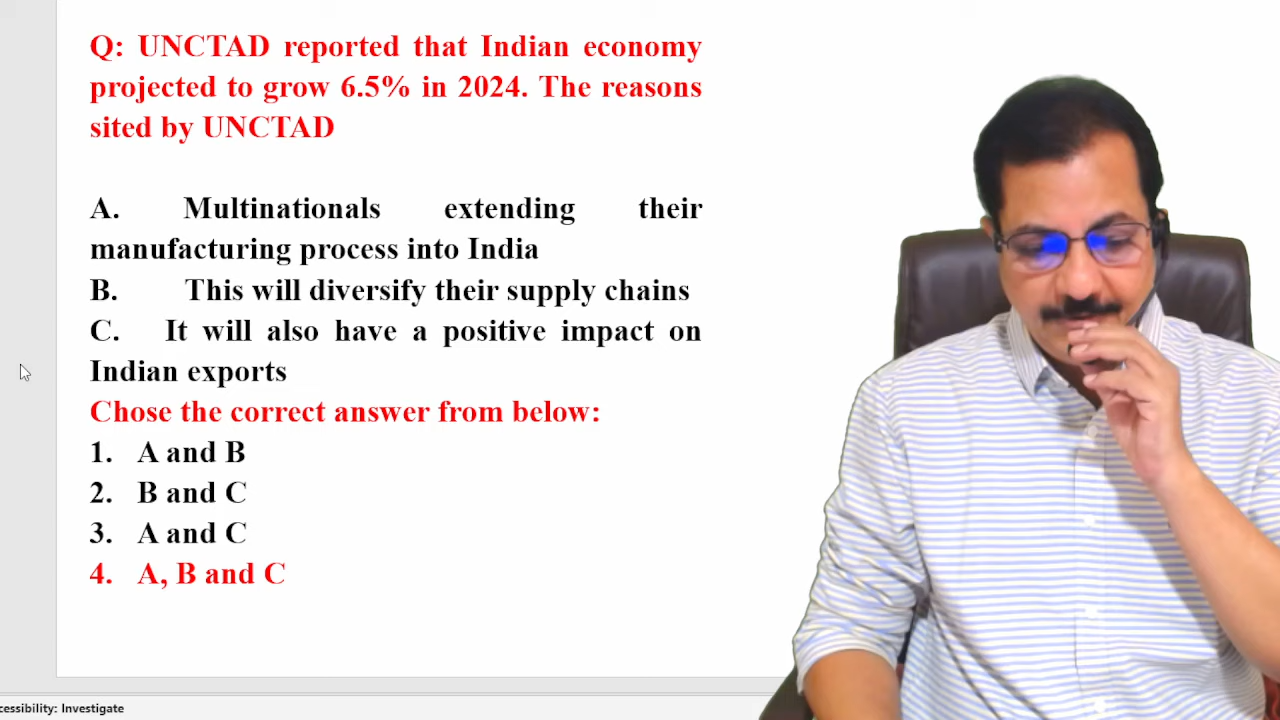 Q: UNCTAD reported that Indian economy
projected to grow 6.5% in 2024. The reasons
sited by UNCTAD
A. Multinationals extending their
manufacturing process into India
B. This will diversify their supply chains
C. It will also have a positive impact on
Indian exports
Chose the correct answer from below:
1. A and B
2. B and C
3. A and C
4. A, B and C
cessibility: Investigate